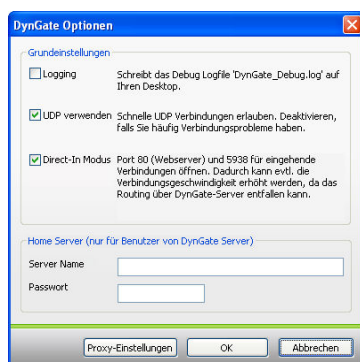 DynGate Optionen
Grundeinstellungen
Logging
Schreibt das Debug Logfile 'DynGate_Debug.log' auf
Ihren Desktop.
UDP verwenden
Schnelle UDP Verbindungen erlauben. Deaktivieren,
falls Sie häufig Verbindungsprobleme haben.
Direct-In Modus
Port 80 (Webserver) und 5938 für eingehende
Verbindungen öffnen. Dadurch kann evtl. die
Verbindungsgeschwindigkeit erhöht werden, da das
Routing über DynGate-Server entfallen kann.
Home Server (nur für Benutzer von DynGate Server)
Server Name
Passwort
Proxy-Einstellungen
OK
Abbrechen